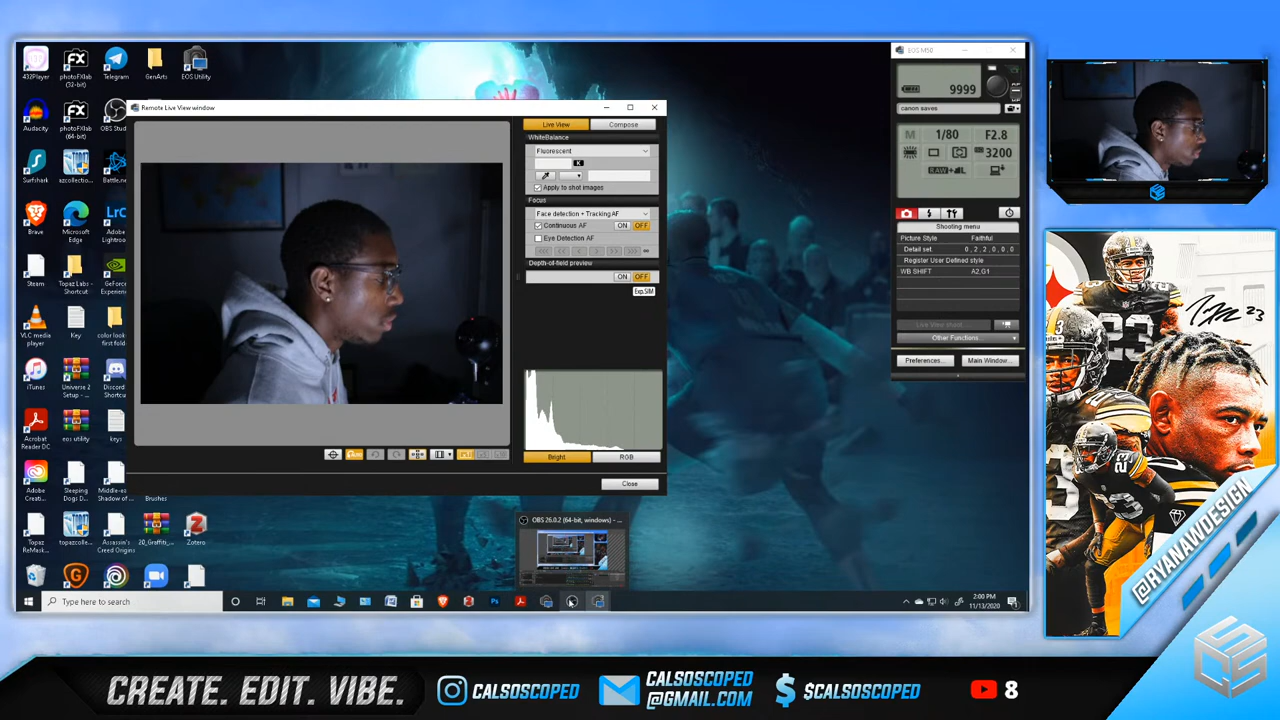 432Player
photoFXlab
(32-bit)
Telegram
GenArts
EOS Utility
Audacity
photoFXlab
(64-bit)
OBS Studio
Surfshark
azcollection
Battle.net
Brave
Microsoft
Edge
Adobe
Lightroom
Steam
Topaz Labs -
Shortcut
GeForce
Experience
VLC media
player
Key
color look
first fold
iTunes
Universe 2
Setup -...
Discord
Shortcut
Acrobat
Reader DC
eos utility
keys
Adobe
Creati...
Sleeping
Dogs D...
Middle-ea
Shadow of
Brushes
Topaz
ReMask...
topazcollec...
Assassin's
Creed Origins
20_Graffiti_...
Zotero
Remote Live View window
Live View
Compose
WhiteBalance
Fluorescent
K
Apply to shot images
Focus
Face detection + Tracking AF
Continuous AF
ON
OFF
Eye Detection AF
Depth-of-field preview
ON
OFF
Exp.SIM
Bright
RGB
Close
EOS M50
9999
canon saves
M
1/80
F2.8
3200
RAW+L
Shooting menu
Picture Style
Faithful
Detail set
0,2,2,0,0,0
Register User Defined style
WB SHIFT
A2,G1
Live View shoot...
Other Functions...
Preferences...
Main Window...
OBS 26.0.2 (64-bit, windows) - ...
Type here to search
2:00 PM
11/13/2020
23
@RYANAWDESIGN
CREATE. EDIT. VIBE.
CALSOSCOPED
CALSOSCOPED
@GMAIL.COM
$CALSOSCOPED
8